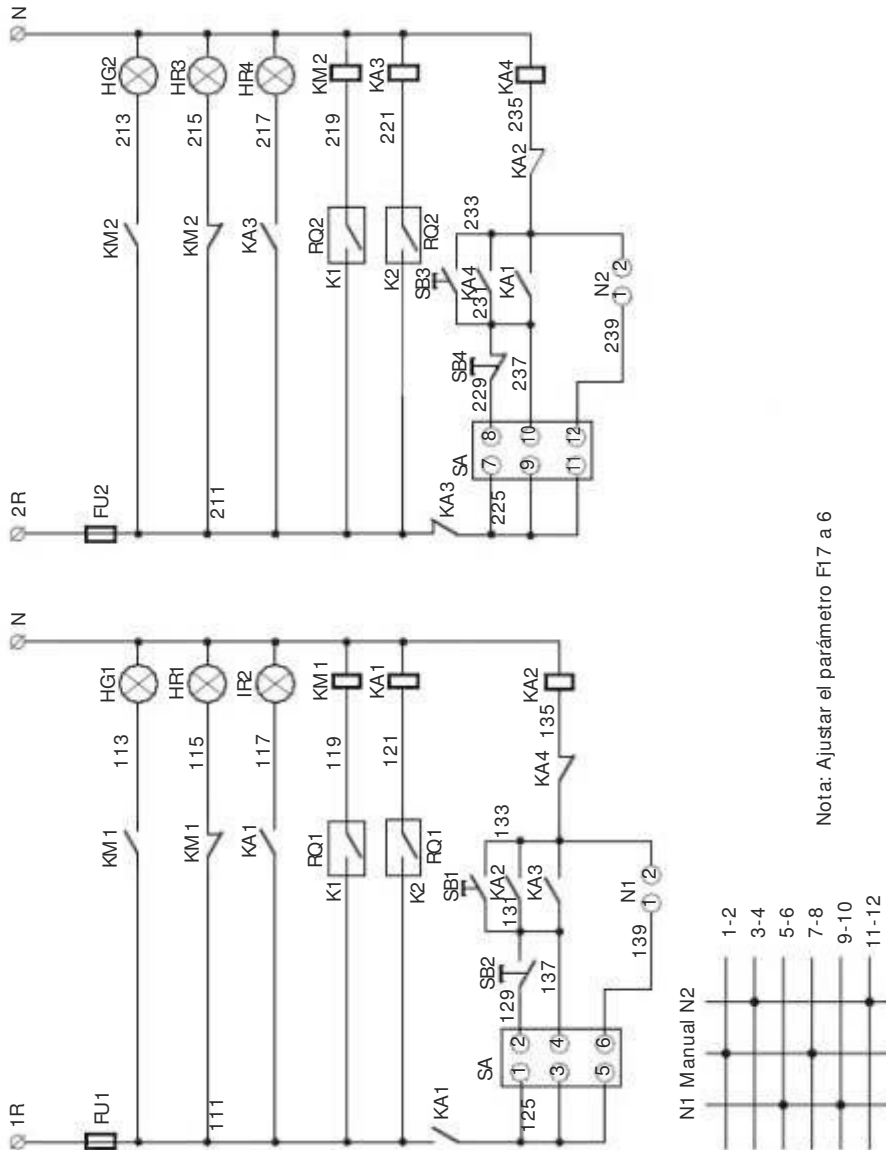 1R
N
FU1
KM1
113
HG1
111
KM1
115
HR1
KA1
117
IR2
K1
RQ1
119
KM1
K2
RQ1
121
KA1
KA1
SA
125
1
2
3
4
5
6
129
SB2
137
131
SB1
KA2
KA3
133
KA4
135
KA2
139
N1
1
2
2R
N
FU2
KM2
213
HG2
211
KM2
215
HR3
KA3
217
HR4
K1
RQ2
219
KM2
K2
RQ2
221
KA3
KA3
SA
225
7
8
9
10
11
12
229
SB4
237
231
SB3
KA4
KA1
233
KA2
235
KA4
239
N2
1
2
N1 Manual N2
1-2
3-4
5-6
7-8
9-10
11-12
Nota: Ajustar el parámetro F17 a 6